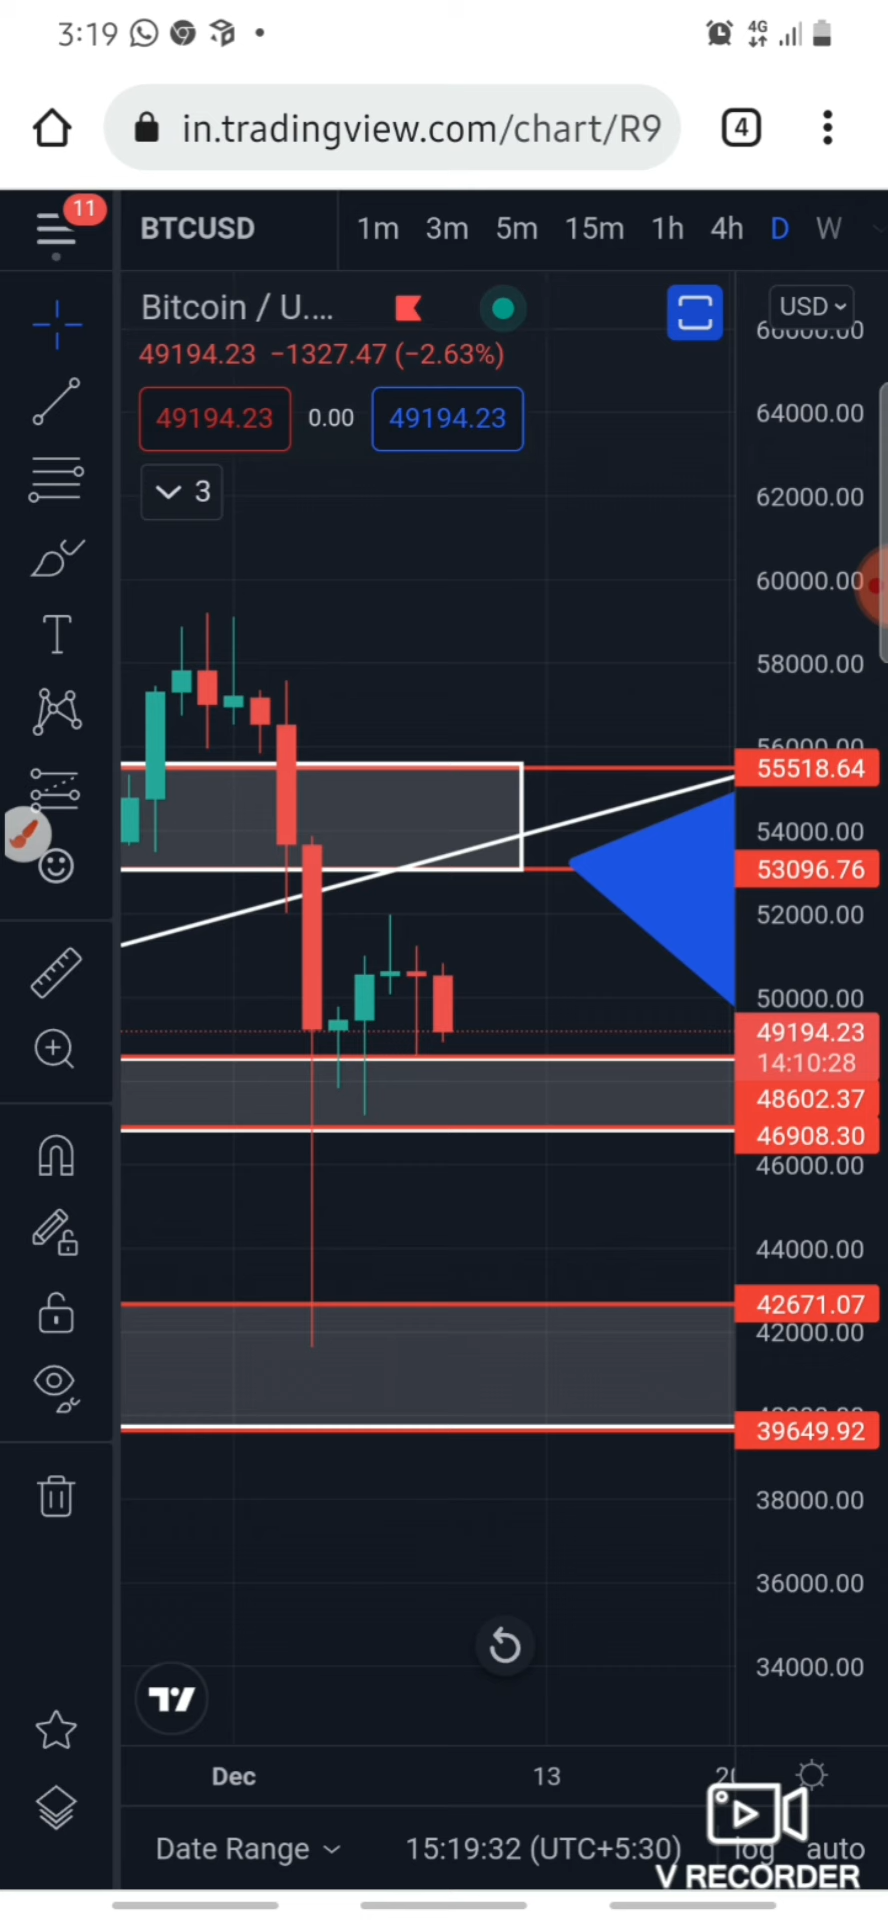 3:19
4G
in.tradingview.com/chart/R9
4
11
BTCUSD
1m 3m 5m 15m 1h 4h D W
Bitcoin / U....
USD
66000.00
49194.23 −1327.47 (−2.63%)
49194.23 0.00 49194.23
64000.00
3
62000.00
60000.00
T
58000.00
56000.00
55518.64
54000.00
53096.76
52000.00
50000.00
49194.23
14:10:28
48602.37
46908.30
46000.00
44000.00
42671.07
42000.00
39649.92
38000.00
36000.00
34000.00
Dec 13
Date Range 15:19:32 (UTC+5:30) log auto
V RECORDER